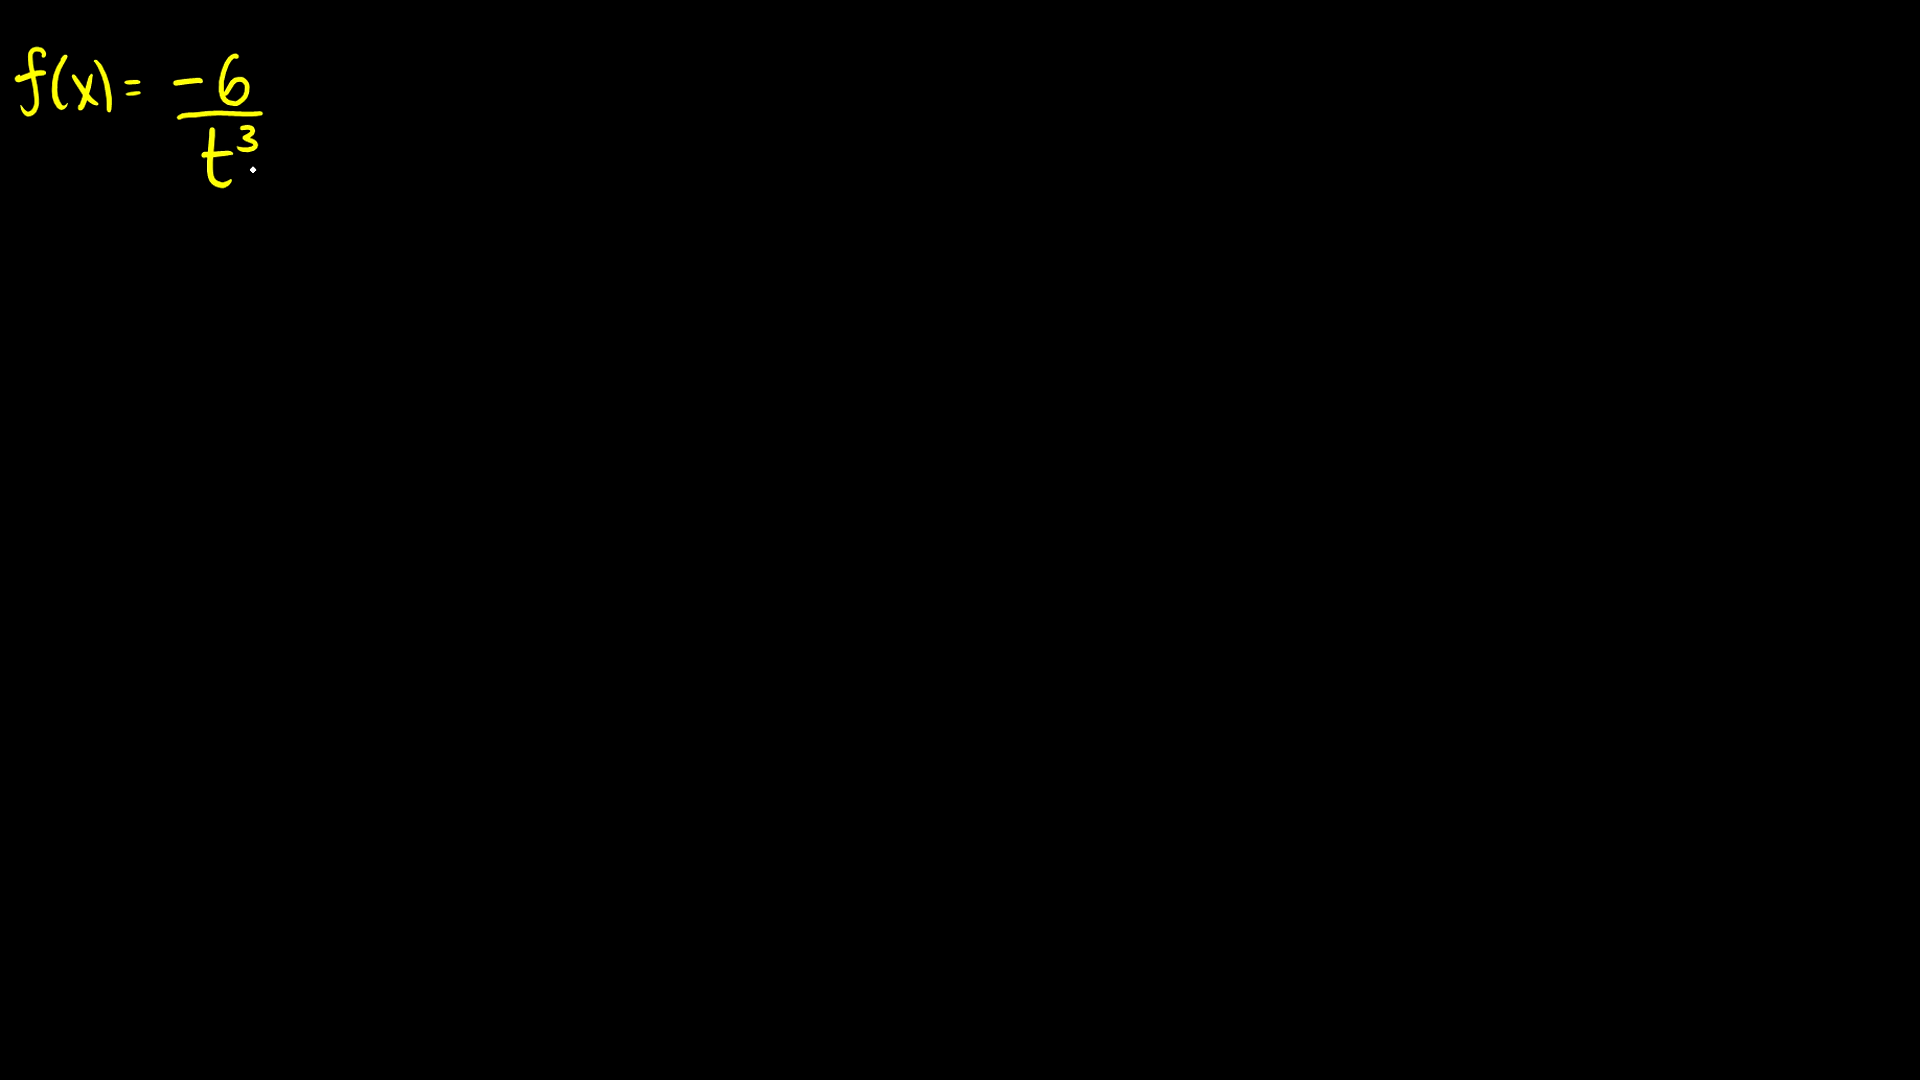 f(x) = -6/t³